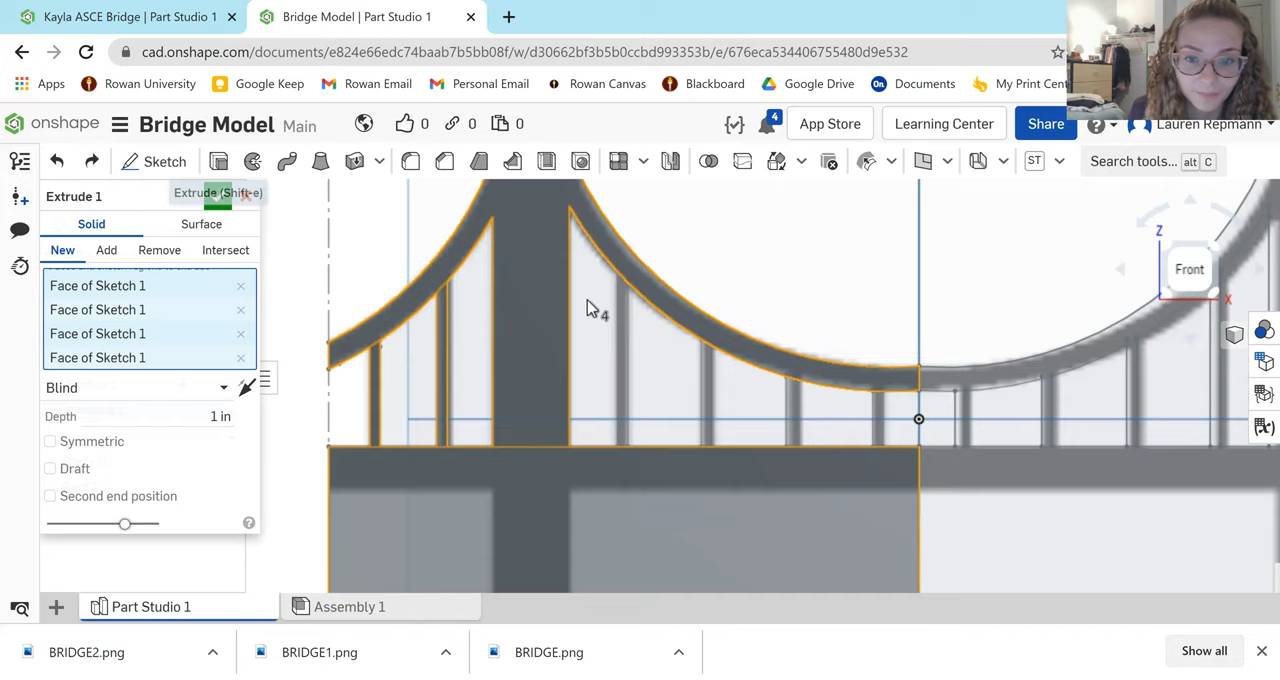 Kayla ASCE Bridge | Part Studio 1
Bridge Model | Part Studio 1
cad.onshape.com/documents/e824e66edc74baab7b5bb08f/w/d30662bf3b5b0ccbd993353b/e/676eca534406755480d9e532
Apps Rowan University Google Keep Rowan Email Personal Email Rowan Canvas Blackboard Google Drive On Documents My Print Cent
onshape Bridge Model Main 0 0 0 4 App Store Learning Center Share Lauren Repmann
Sketch ST Search tools... alt C
Extrude 1
Solid Surface
New Add Remove Intersect
Face of Sketch 1
Face of Sketch 1
Face of Sketch 1
Face of Sketch 1
Blind
Depth 1 in
Symmetric
Draft
Second end position
4
Z
Front
X
Part Studio 1 Assembly 1
BRIDGE2.png BRIDGE1.png BRIDGE.png Show all